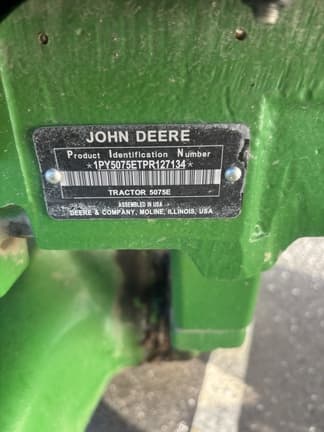 JOHN DEERE
Product Identification Number
*1PY5075ETPR127134*
TRACTOR 5075E
ASSEMBLED IN USA
DEERE & COMPANY, MOLINE, ILLINOIS, USA